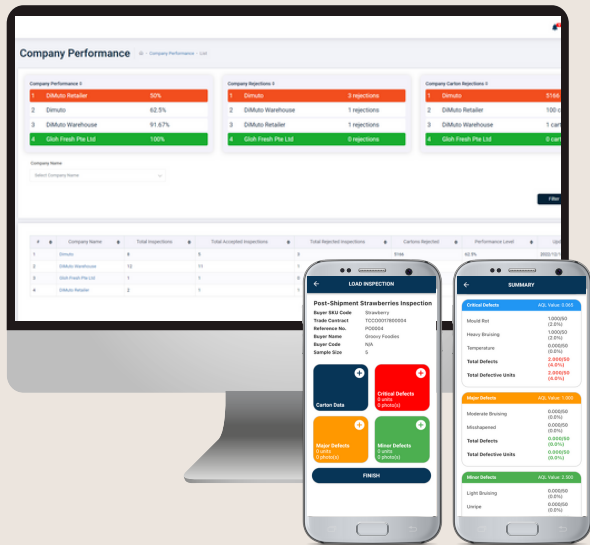 Company Performance
Company Performance - List
Company Performance
1 DiMuto Retailer 50%
2 Dimuto 62.5%
3 DiMuto Warehouse 91.67%
4 Gloh Fresh Pte Ltd 100%
Company Rejections
1 Dimuto 3 rejections
2 DiMuto Warehouse 1 rejections
3 DiMuto Retailer 1 rejections
4 Gloh Fresh Pte Ltd 0 rejections
Company Carton Rejections
1 Dimuto 5166
2 DiMuto Retailer 100 c
3 DiMuto Warehouse 1 cart
4 Gloh Fresh Pte Ltd 0 cart
Company Name
Select Company Name
Filter
# Company Name Total Inspections Total Accepted Inspections Total Rejected Inspections Cartons Rejected Performance Level
1 Dimuto 8 5 3 5166 62.5%
2 DiMuto Warehouse 12 11 1
3 Gloh Fresh Pte Ltd 1 1
4 DiMuto Retailer 2 1
LOAD INSPECTION
Post-Shipment Strawberries Inspection
Buyer SKU Code Strawberry
Trade Contract TCCO0017800004
Reference No. PO0004
Buyer Name Groovy Foodies
Buyer Code N/A
Sample Size 5
Carton Data
Critical Defects
0 units
0 photo(s)
Major Defects
0 units
0 photo(s)
Minor Defects
0 units
0 photo(s)
FINISH
SUMMARY
Critical Defects AQL Value: 0.060
Mould Rot 1.000/50
(2.0%)
Heavy Bruising 1.000/50
(2.0%)
Temperature 0.000/50
(0.0%)
Total Defects 2.000/50
(4.0%)
Total Defective Units 2.000/50
(4.0%)
Major Defects AQL Value: 1.000
Moderate Bruising 0.000/50
(0.0%)
Misshapened 0.000/50
(0.0%)
Total Defects 0.000/50
(0.0%)
Total Defective Units 0.000/50
(0.0%)
Minor Defects AQL Value: 2.500
Light Bruising 0.000/50
(0.0%)
Unripe 0.000/50
(0.0%)